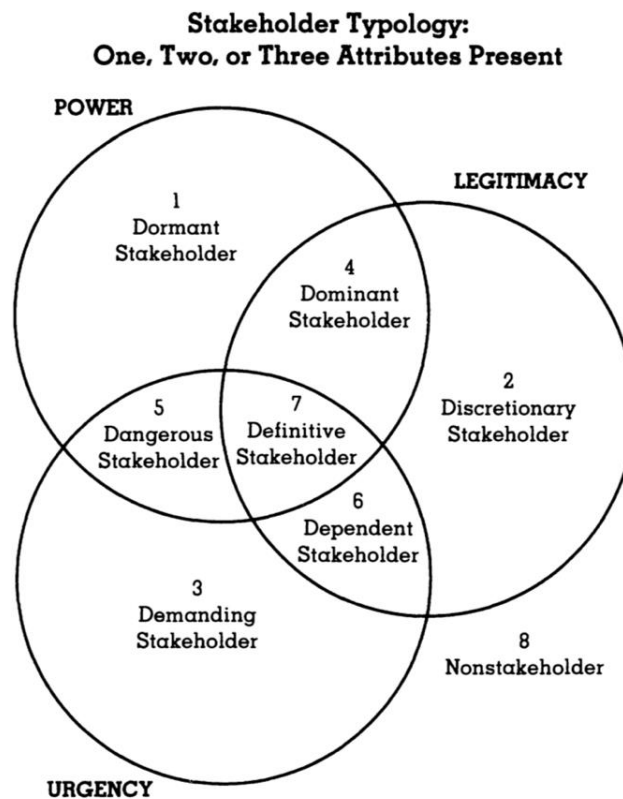 Stakeholder Typology:
One, Two, or Three Attributes Present
POWER
LEGITIMACY
1
Dormant
Stakeholder
4
Dominant
Stakeholder
2
Discretionary
Stakeholder
5
Dangerous
Stakeholder
7
Definitive
Stakeholder
6
Dependent
Stakeholder
3
Demanding
Stakeholder
8
Nonstakeholder
URGENCY